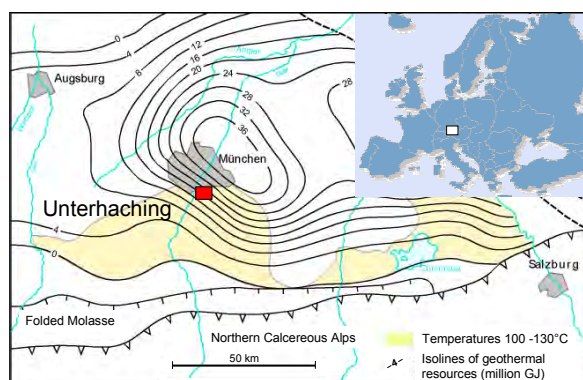 0
4
8
12
16
20
24
28
32
36
28
Augsburg
München
Unterhaching
4
0
Salzburg
Folded Molasse
Northern Calcereous Alps
50 km
Temperatures 100 -130°C
Isolines of geothermal
resources (million GJ)